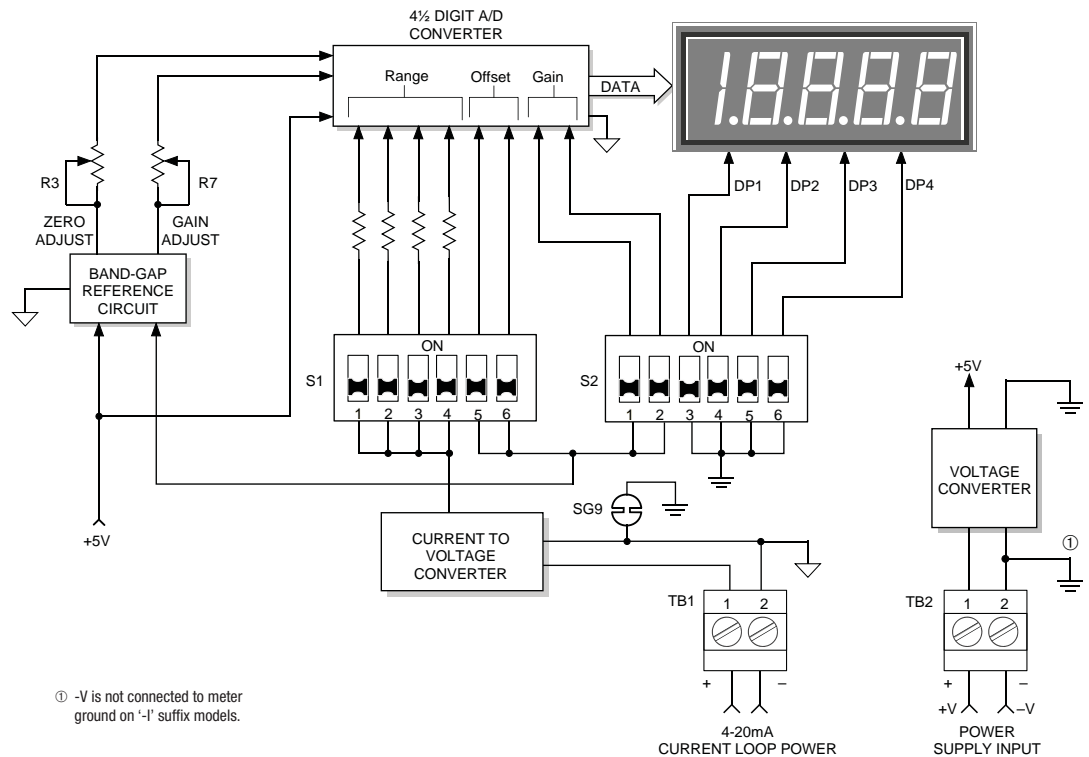 4½ DIGIT A/D
CONVERTER
Range
Offset
Gain
DATA
1.8.8.8.8
R3
R7
DP1
DP2
DP3
DP4
ZERO
ADJUST
GAIN
ADJUST
BAND-GAP
REFERENCE
CIRCUIT
ON
S1
1 2 3 4 5 6
ON
S2
1 2 3 4 5 6
+5V
VOLTAGE
CONVERTER
SG9
+5V
CURRENT TO
VOLTAGE
CONVERTER
①
TB1
1 2
TB2
1 2
+ –
+ –
+V –V
① -V is not connected to meter
ground on ‘-I’ suffix models.
4-20mA
CURRENT LOOP POWER
POWER
SUPPLY INPUT